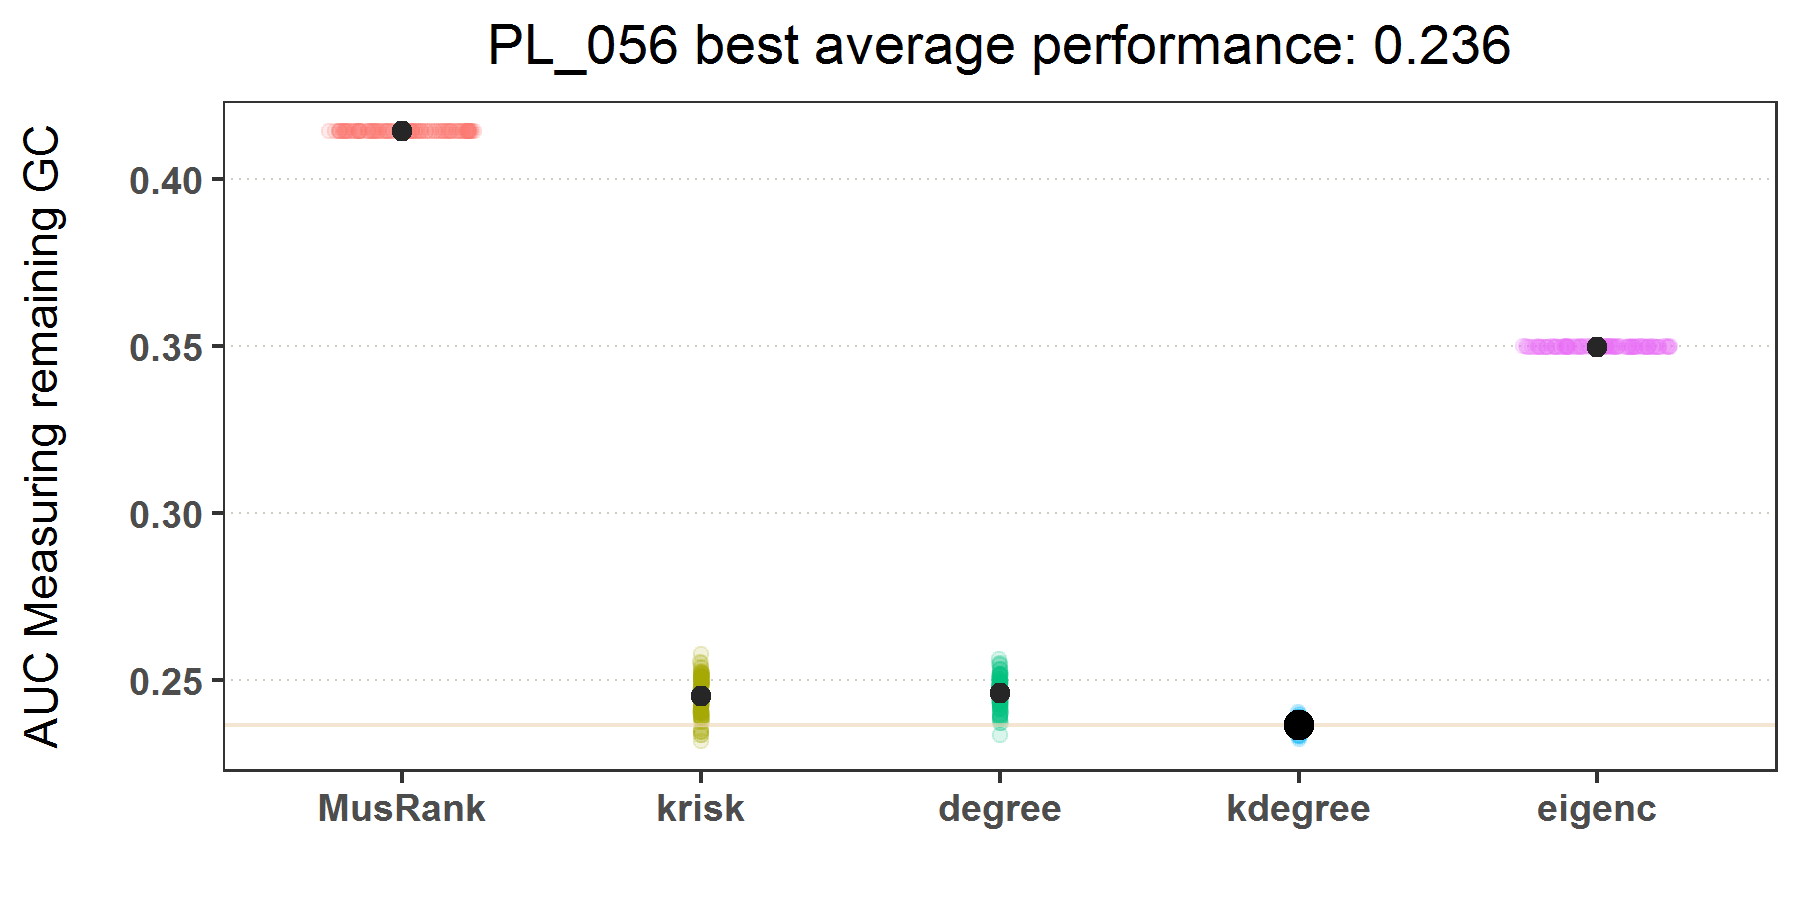 PL_056 best average performance: 0.236
AUC Measuring remaining GC
0.40
0.35
0.30
0.25
MusRank krisk degree kdegree eigenc